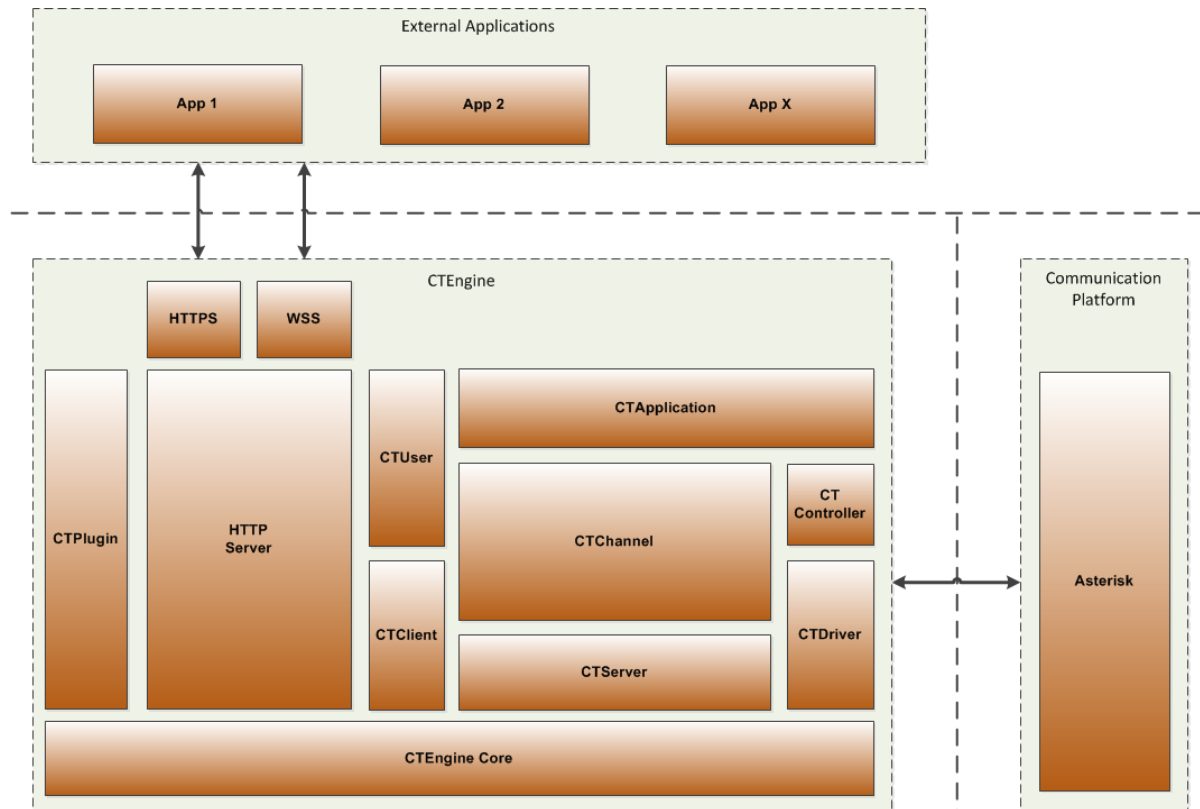 External Applications
App 1
App 2
App X
CTEngine
HTTPS
WSS
CTPlugin
HTTP
Server
CTUser
CTClient
CTApplication
CTChannel
CT
Controller
CTServer
CTDriver
CTEngine Core
Communication
Platform
Asterisk